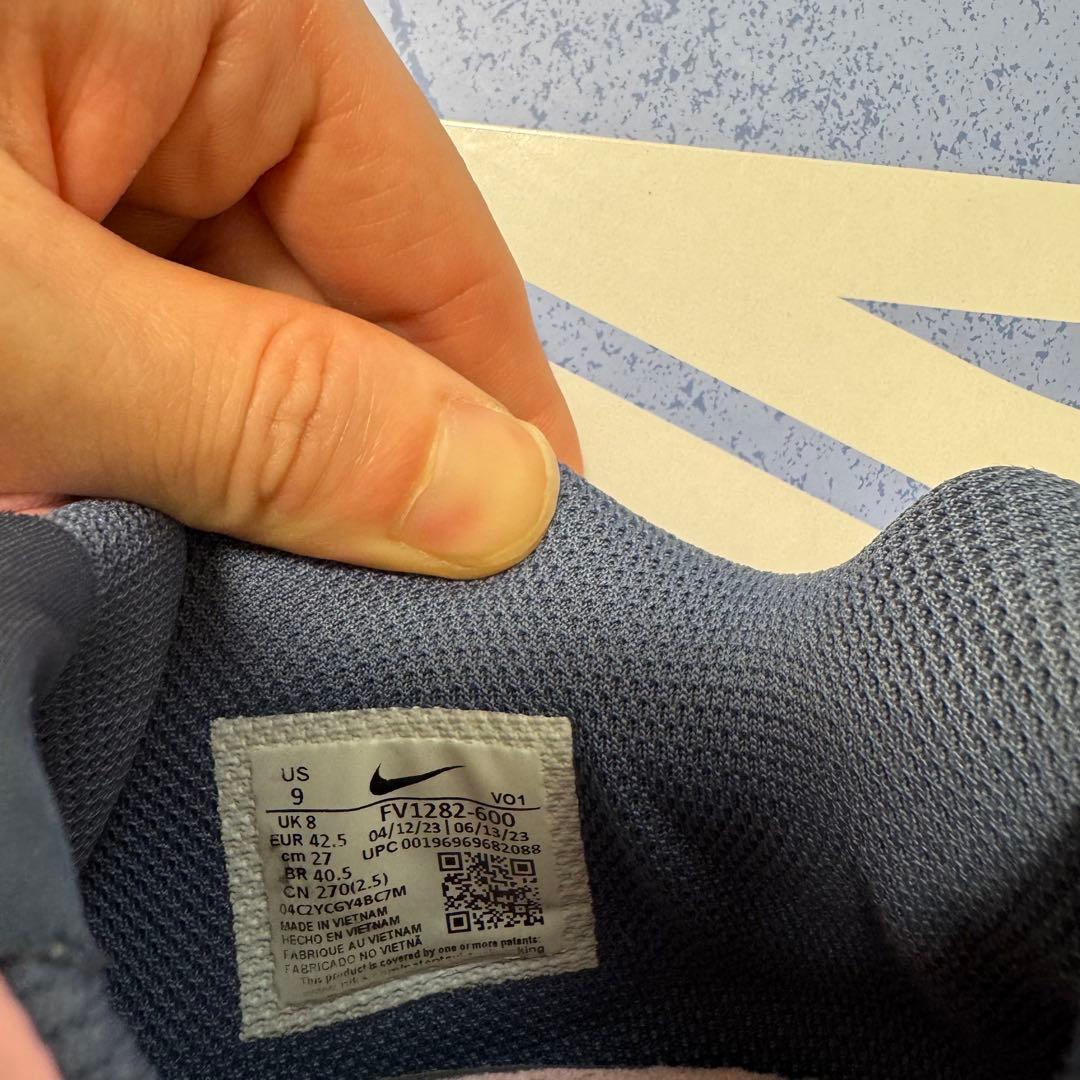 US
9
VO1
UK 8
FV1282-600
EUR 42.5
04/12/23 | 06/13/23
cm 27
UPC 00196969682088
BR 40.5
CN 270(2.5)
04C2YCGY4BC7M
MADE IN VIETNAM
HECHO EN VIETNAM
FABRIQUE AU VIETNAM
FABRICADO NO VIETNÃ
This product is covered by one or more patents:
king